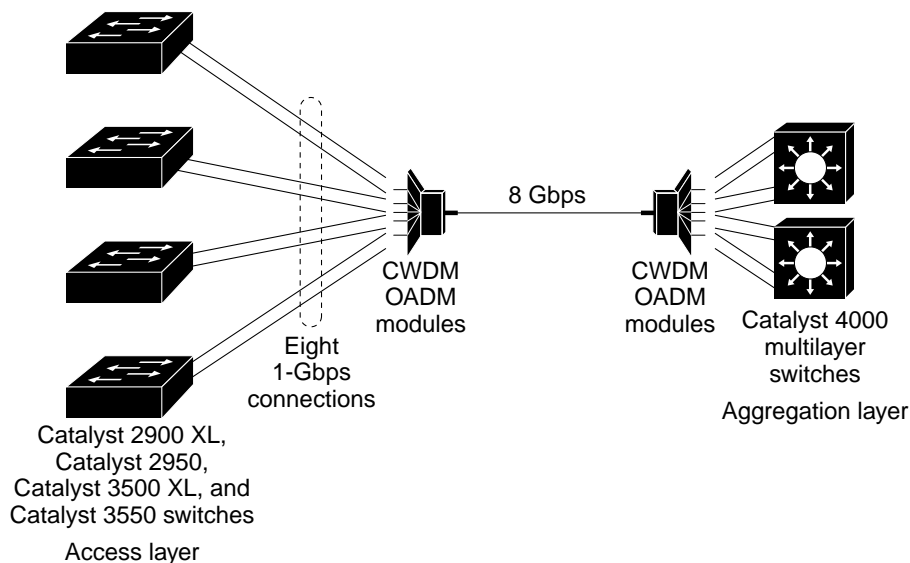 8 Gbps
CWDM
OADM
modules
CWDM
OADM
modules
Eight
1-Gbps
connections
Catalyst 4000
multilayer
switches
Aggregation layer
Catalyst 2900 XL,
Catalyst 2950,
Catalyst 3500 XL, and
Catalyst 3550 switches
Access layer